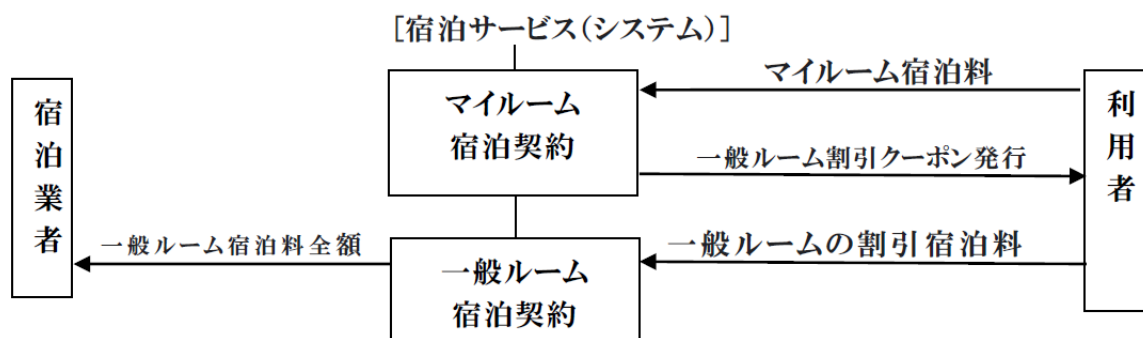 [宿泊サービス(システム)]
宿泊業者
マイルーム
宿泊契約
マイルーム宿泊料
一般ルーム割引クーポン発行
利用者
一般ルーム宿泊料全額
一般ルーム
宿泊契約
一般ルームの割引宿泊料